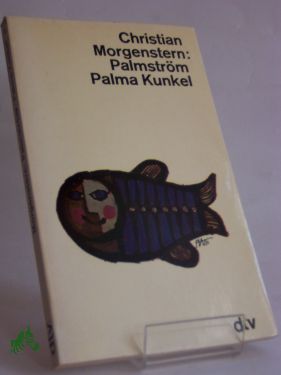 Christian
Morgenstern:
Palmström
Palma Kunkel
dtv